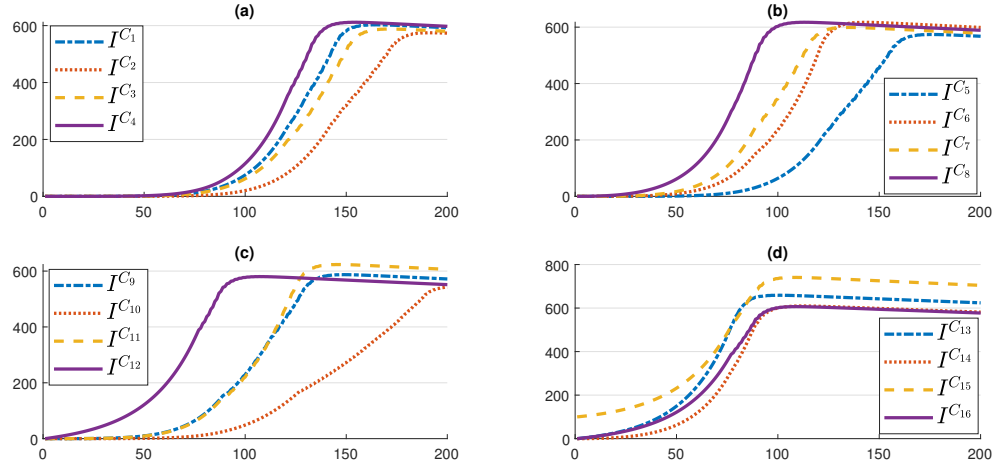 (a)
600
400
200
0
0
50
100
150
200
I^{C_1}
I^{C_2}
I^{C_3}
I^{C_4}
(b)
600
400
200
0
0
50
100
150
200
I^{C_5}
I^{C_6}
I^{C_7}
I^{C_8}
(c)
600
400
200
0
0
50
100
150
200
I^{C_9}
I^{C_{10}}
I^{C_{11}}
I^{C_{12}}
(d)
800
600
400
200
0
0
50
100
150
200
I^{C_{13}}
I^{C_{14}}
I^{C_{15}}
I^{C_{16}}